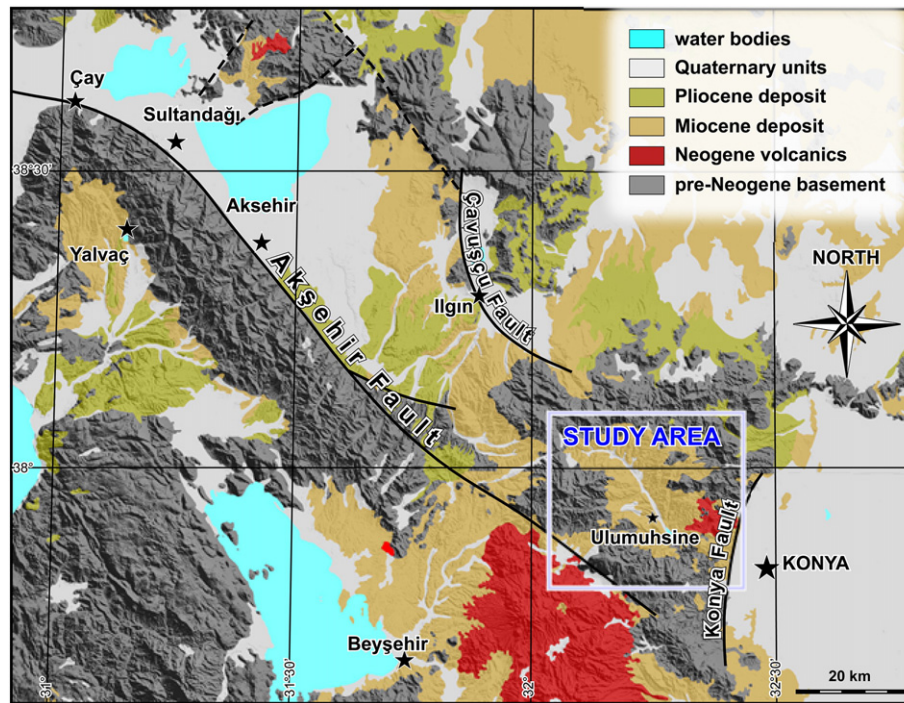 water bodies
Quaternary units
Pliocene deposit
Miocene deposit
Neogene volcanics
pre-Neogene basement
Çay
Sultandağı
38°30'
Akşehir
Yalvaç
Akşehir Fault
Çavuşçu Fault
Ilgın
NORTH
STUDY AREA
38°
Ulumuhsine
Konya Fault
KONYA
Beyşehir
31°
31°30'
32°
32°30'
20 km